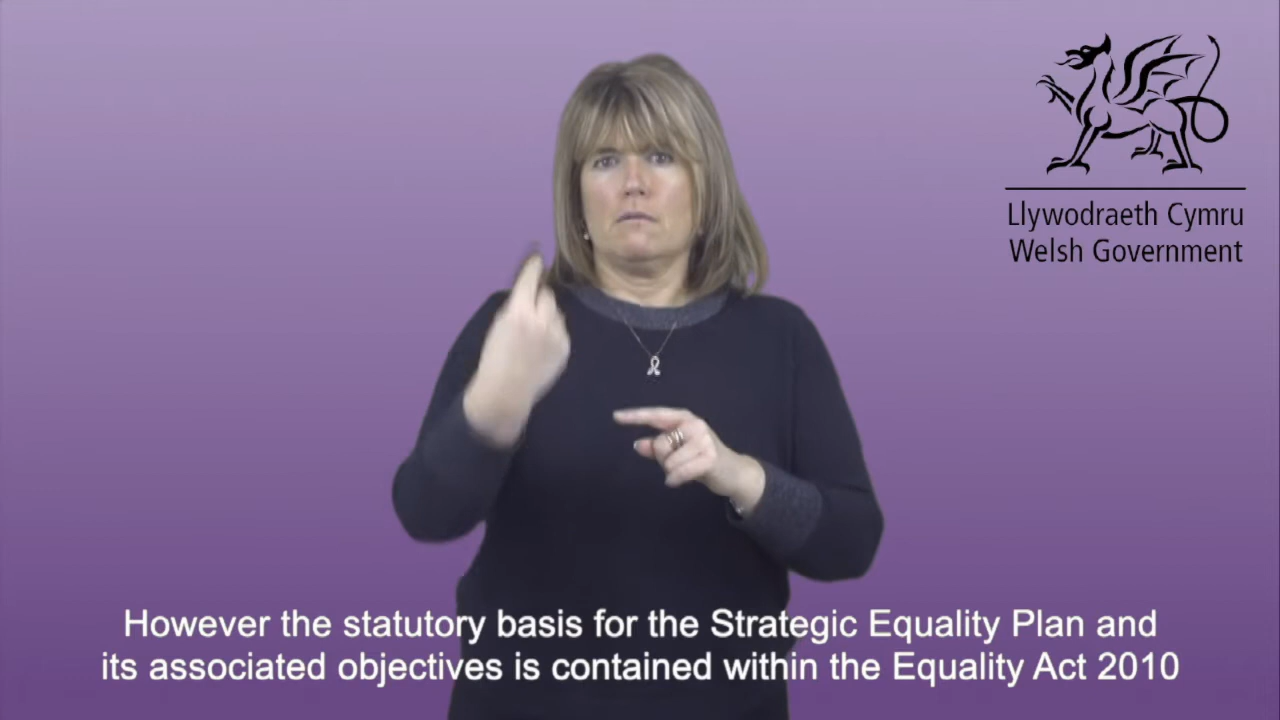 Llywodraeth Cymru
Welsh Government
However the statutory basis for the Strategic Equality Plan and
its associated objectives is contained within the Equality Act 2010